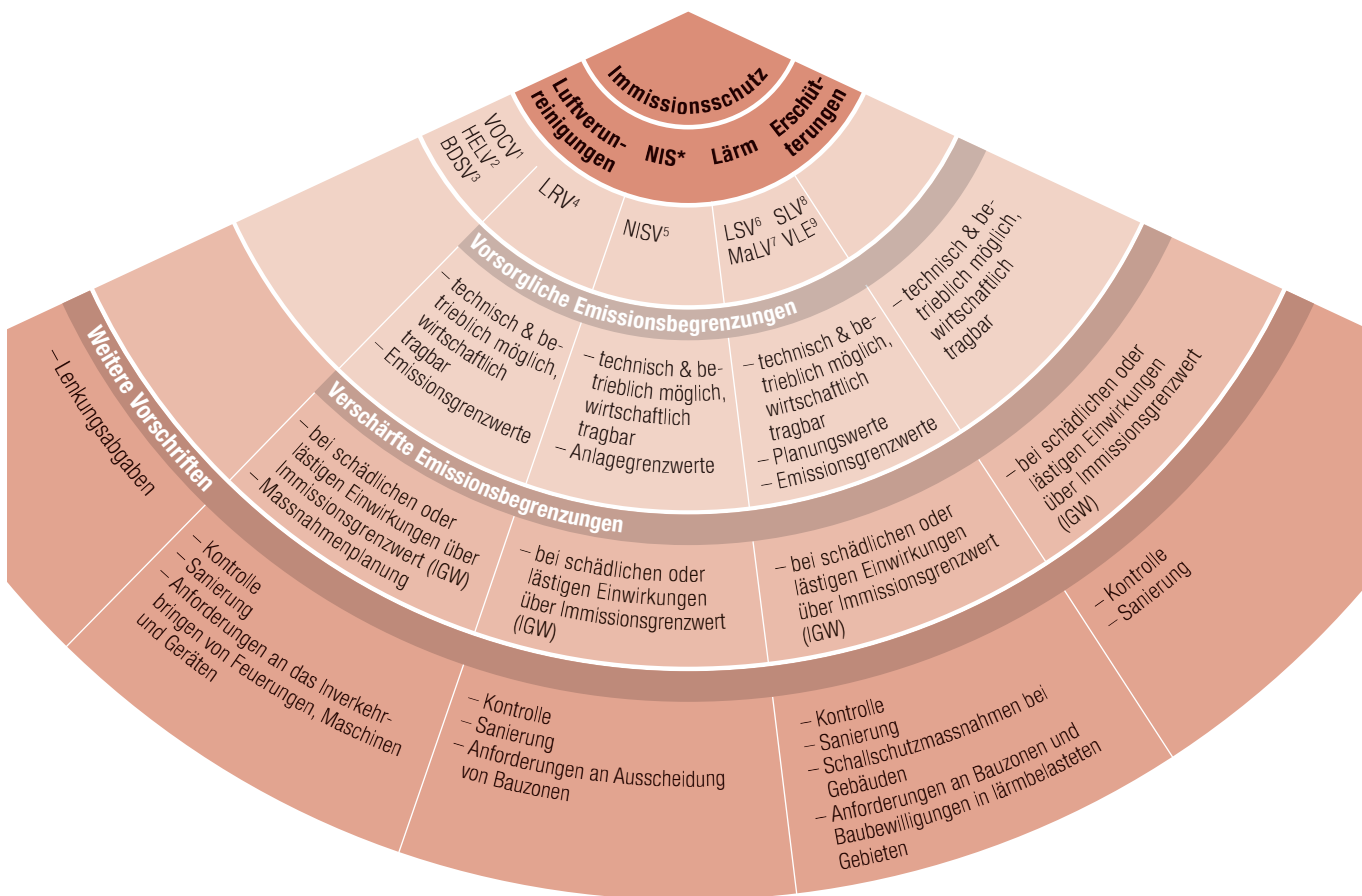 Immissionsschutz
Luftverun-
reinigungen
NIS*
Lärm
Erschüt-
terungen
VOCV¹
HELV²
BDSV³
LRV⁴
NISV⁵
LSV⁶ SLV⁸
MaLV⁷ VLE⁹
Vorsorgliche Emissionsbegrenzungen
– technisch & be-
trieblich möglich,
wirtschaftlich
tragbar
– Emissionsgrenzwerte
– technisch & be-
trieblich möglich,
wirtschaftlich
tragbar
– Anlagegrenzwerte
– technisch & be-
trieblich möglich,
wirtschaftlich
tragbar
– Planungswerte
– Emissionsgrenzwerte
– technisch & be-
trieblich möglich,
wirtschaftlich
tragbar
Verschärfte Emissionsbegrenzungen
– bei schädlichen oder
lästigen Einwirkungen über
Immissionsgrenzwert (IGW)
– Massnahmenplanung
– bei schädlichen oder
lästigen Einwirkungen
über Immissionsgrenzwert
(IGW)
– bei schädlichen oder
lästigen Einwirkungen
über Immissionsgrenzwert
(IGW)
– bei schädlichen oder
lästigen Einwirkungen
über Immissionsgrenzwert
(IGW)
Weitere Vorschriften
– Lenkungsabgaben
– Kontrolle
– Sanierung
– Anforderungen an das Inverkehr-
bringen von Feuerungen, Maschinen
und Geräten
– Kontrolle
– Sanierung
– Anforderungen an Ausscheidung
von Bauzonen
– Kontrolle
– Sanierung
– Schallschutzmassnahmen bei
Gebäuden
– Anforderungen an Bauzonen und
Baubewilligungen in lärmbelasteten
Gebieten
– Kontrolle
– Sanierung